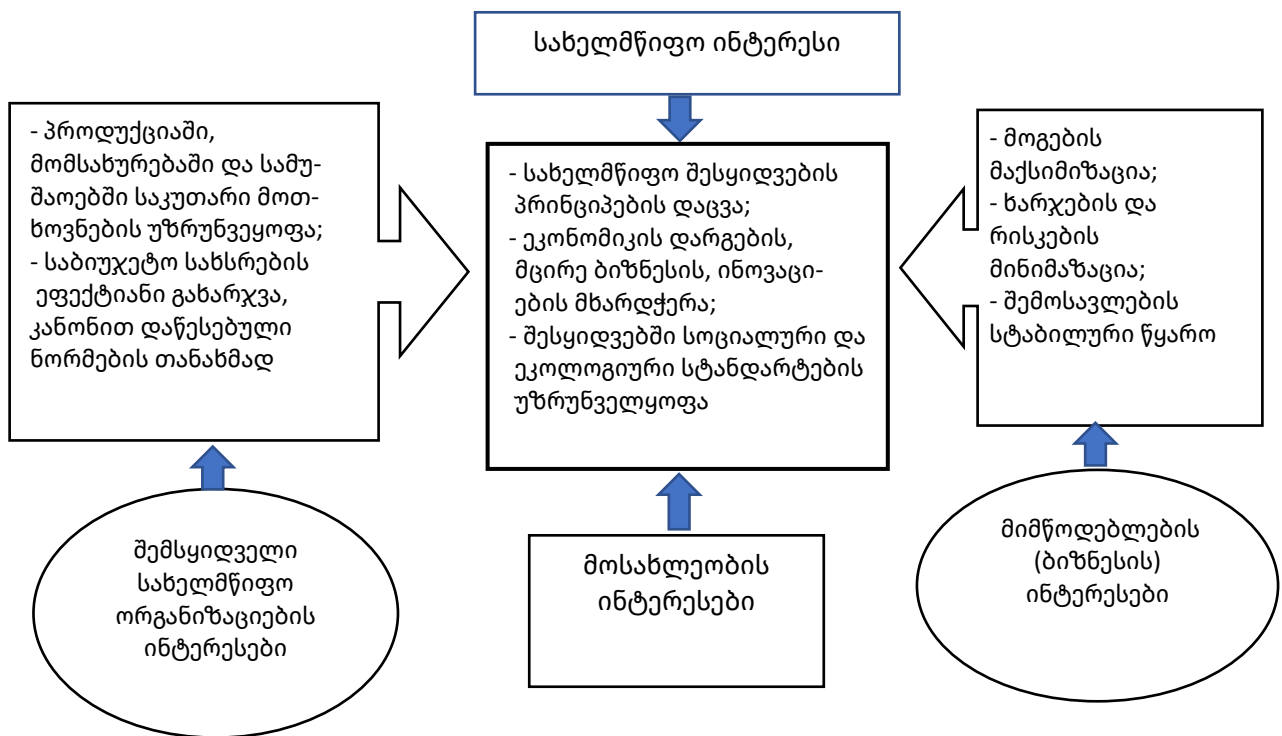 სახელმწიფო ინტერესი
- პროდუქციაში,
მომსახურებაში და სამუ-
შაოებში საკუთარი მოთ-
ხოვნების უზრუნვეყოფა;
- საბიუჯეტო სახსრების
ეფექტიანი გახარჯვა,
კანონით დაწესებული
ნორმების თანახმად
- სახელმწიფო შესყიდვების
პრინციპების დაცვა;
- ეკონომიკის დარგების,
მცირე ბიზნესის, ინოვაცი-
ების მხარდჭერა;
- შესყიდვებში სოციალური და
ეკოლოგიური სტანდარტების
უზრუნველყოფა
- მოგების
მაქსიმიზაცია;
- ხარჯების და
რისკების
მინიმაზაცია;
- შემოსავლების
სტაბილური წყარო
შემსყიდველი
სახელმწიფო
ორგანიზაციების
ინტერესები
მოსახლეობის
ინტერესები
მიმწოდებლების
(ბიზნესის)
ინტერესები